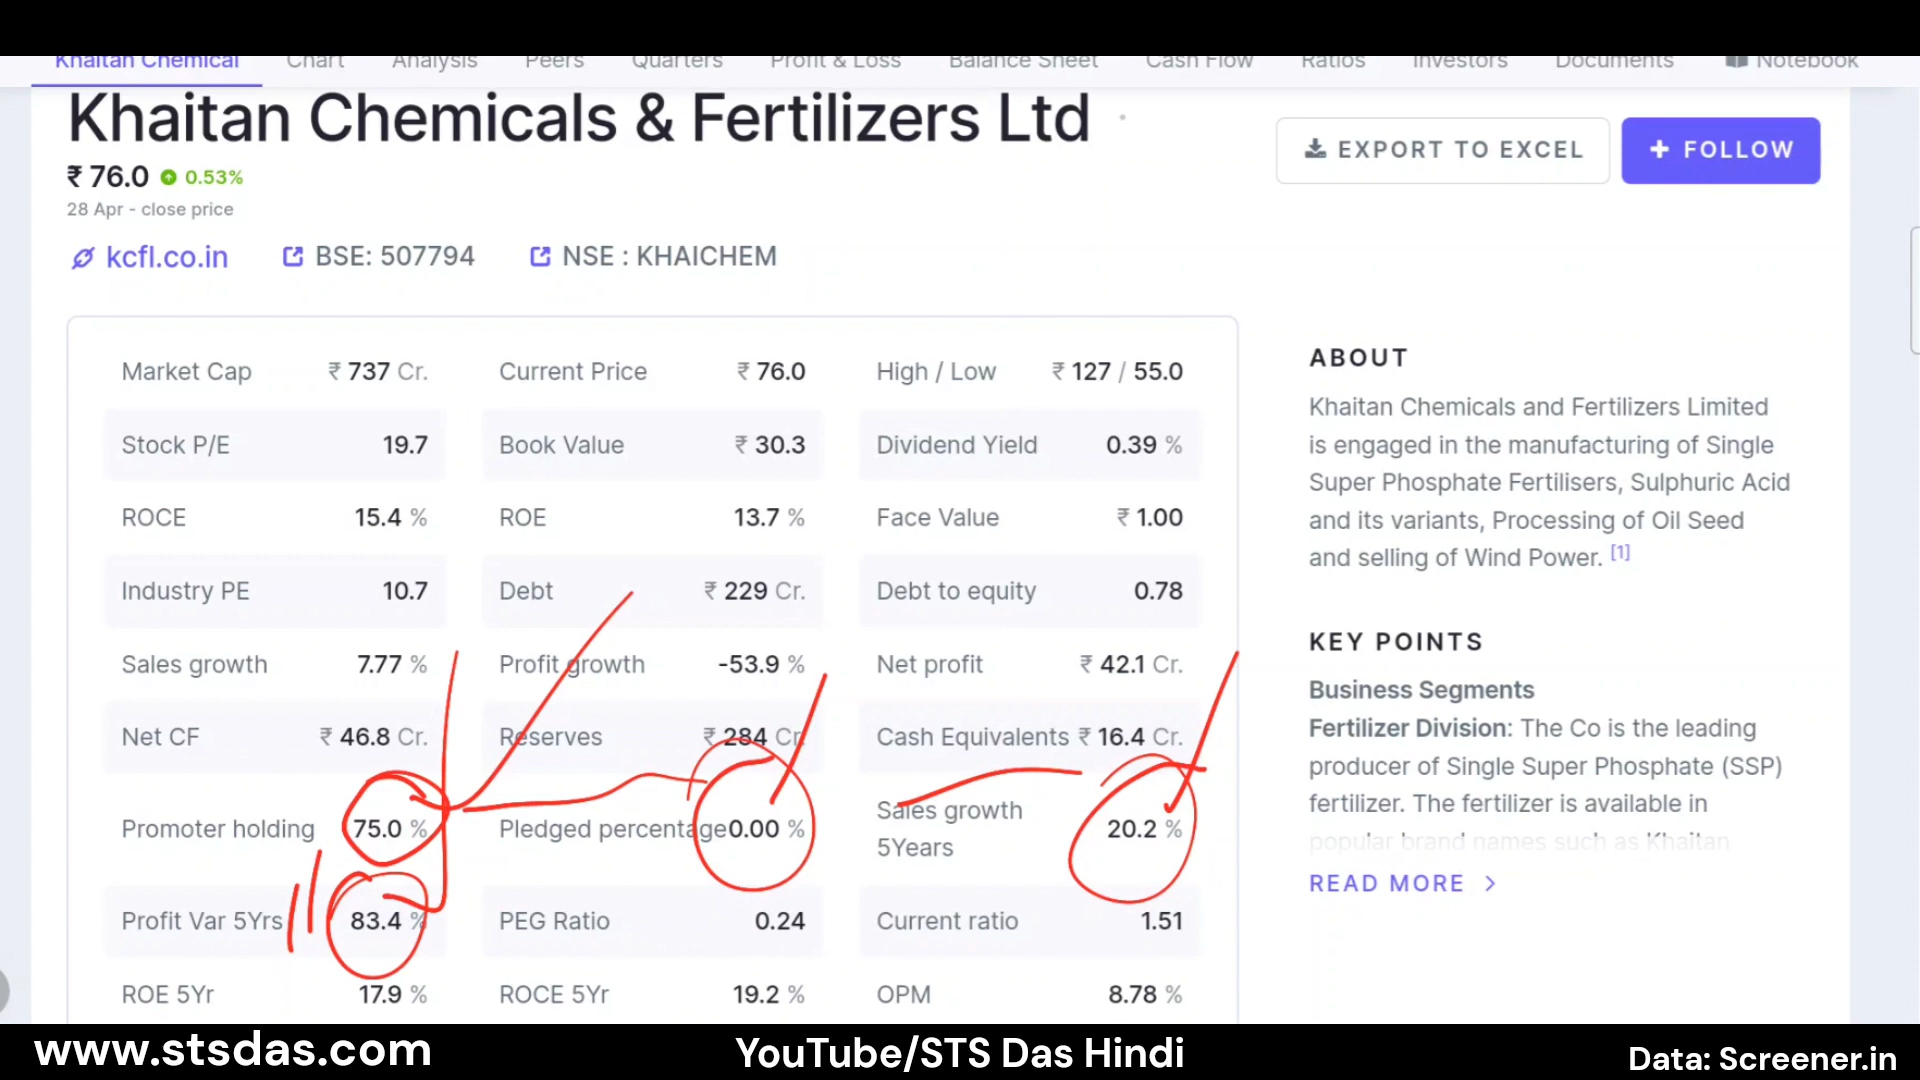 Khaitan Chemical Chart Analysis Peers Quarters Profit & Loss Balance Sheet Cash Flow Ratios Investors Documents Notebook
Khaitan Chemicals & Fertilizers Ltd
EXPORT TO EXCEL
FOLLOW
₹ 76.0 0.53%
28 Apr - close price
kcfl.co.in BSE: 507794 NSE : KHAICHEM
Market Cap ₹ 737 Cr. Current Price ₹ 76.0 High / Low ₹ 127 / 55.0
Stock P/E 19.7 Book Value ₹ 30.3 Dividend Yield 0.39 %
ROCE 15.4 % ROE 13.7 % Face Value ₹ 1.00
Industry PE 10.7 Debt ₹ 229 Cr. Debt to equity 0.78
Sales growth 7.77 % Profit growth -53.9 % Net profit ₹ 42.1 Cr.
Net CF ₹ 46.8 Cr. Reserves ₹ 284 Cr. Cash Equivalents ₹ 16.4 Cr.
Promoter holding 75.0 % Pledged percentage 0.00 % Sales growth 5Years 20.2 %
Profit Var 5Yrs 83.4 % PEG Ratio 0.24 Current ratio 1.51
ROE 5Yr 17.9 % ROCE 5Yr 19.2 % OPM 8.78 %
ABOUT
Khaitan Chemicals and Fertilizers Limited
is engaged in the manufacturing of Single
Super Phosphate Fertilisers, Sulphuric Acid
and its variants, Processing of Oil Seed
and selling of Wind Power. [1]
KEY POINTS
Business Segments
Fertilizer Division: The Co is the leading
producer of Single Super Phosphate (SSP)
fertilizer. The fertilizer is available in
popular brand names such as Khaitan
READ MORE
www.stsdas.com
YouTube/STS Das Hindi
Data: Screener.in